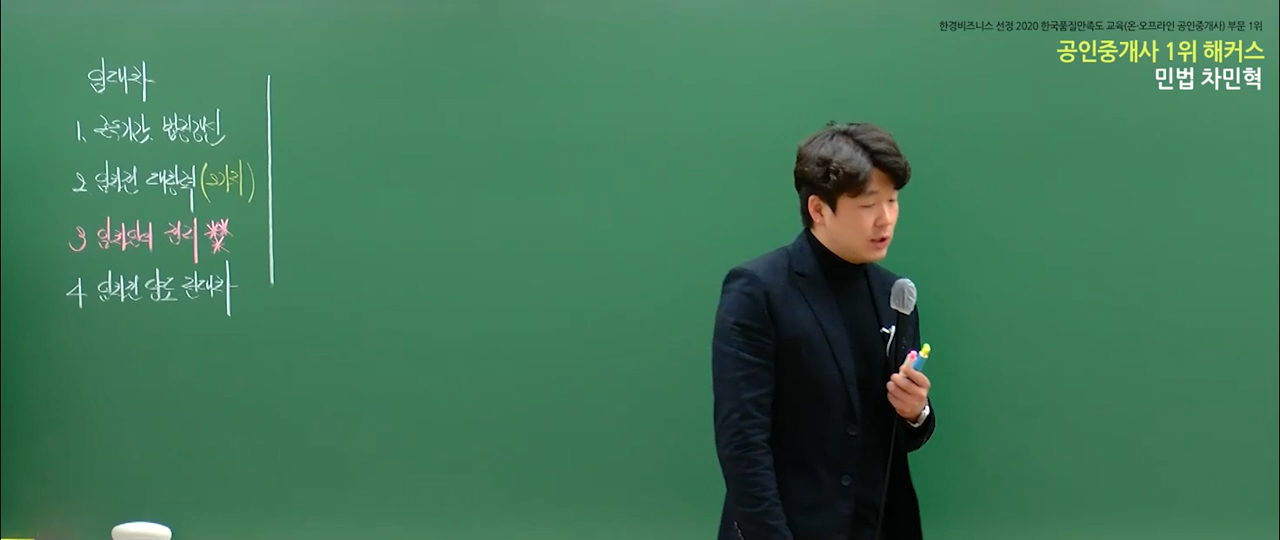 한경비즈니스 선정 2020 한국품질만족도 교육(온·오프라인 공인중개사) 부문 1위
공인중개사 1위 해커스
민법 차민혁
임대차
1. 존속기간, 법정갱신
2 임차권 대항력
3 임차인의 권리 ***
4 임차권 양도 전대차